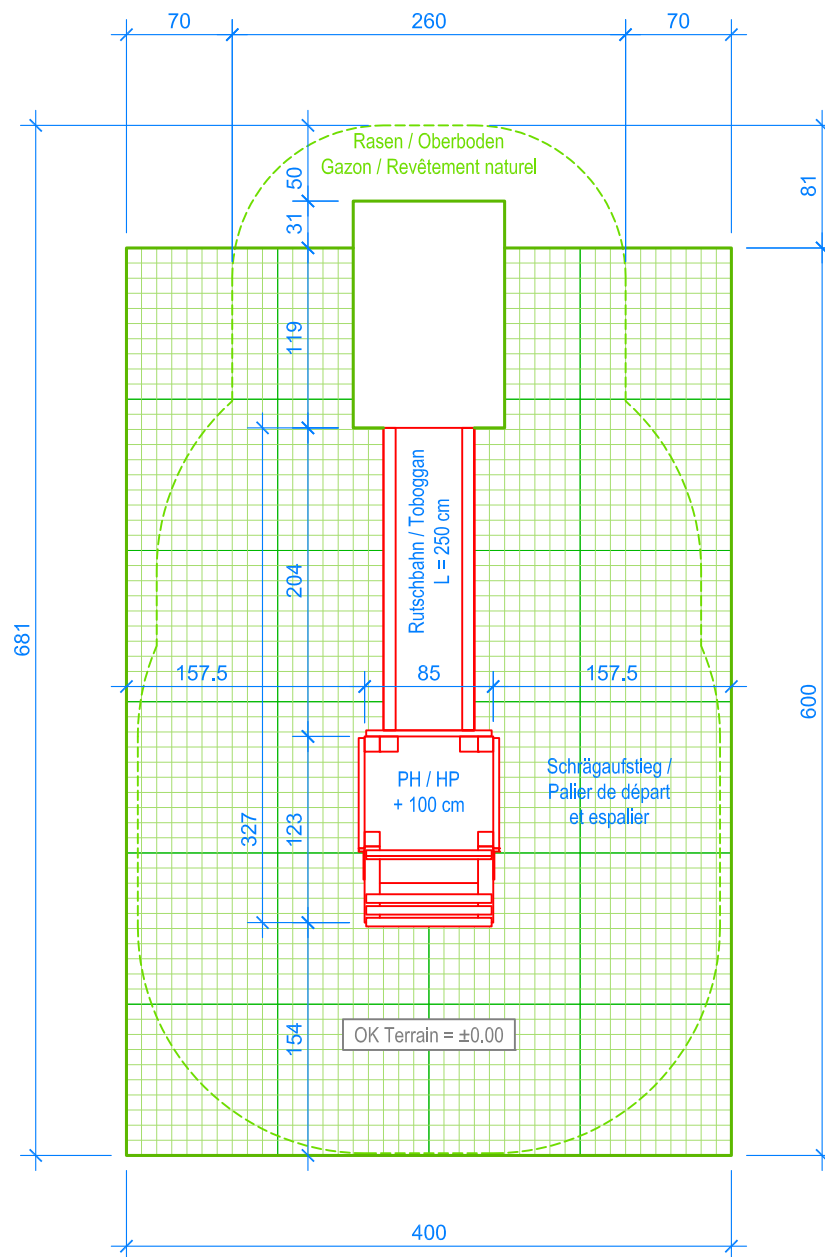 70
260
70
Rasen / Oberboden
Gazon / Revêtement naturel
50
31
81
119
Rutschbahn / Toboggan
L = 250 cm
204
681
600
157.5
85
157.5
PH / HP
+ 100 cm
Schrägaufstieg /
Palier de départ
et espalier
327
123
154
OK Terrain = ±0.00
400